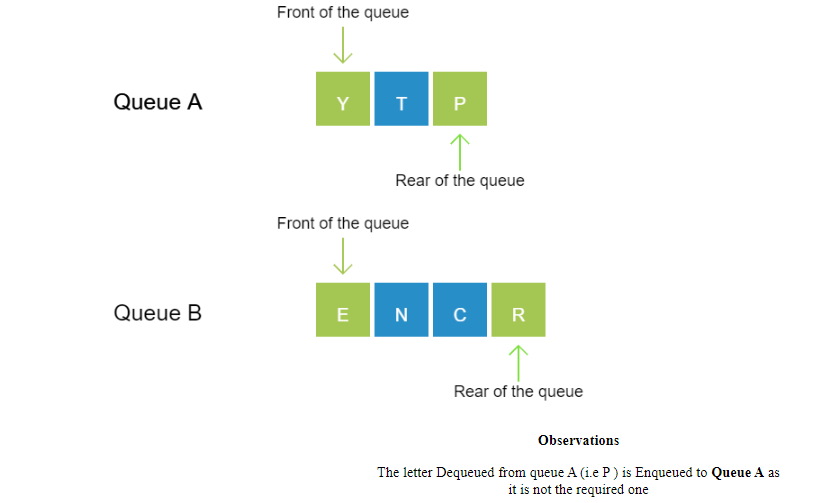 Front of the queue
Queue A
Y T P
Rear of the queue
Front of the queue
Queue B
E N C R
Rear of the queue
Observations
The letter Dequeued from queue A (i.e P ) is Enqueued to Queue A as
it is not the required one